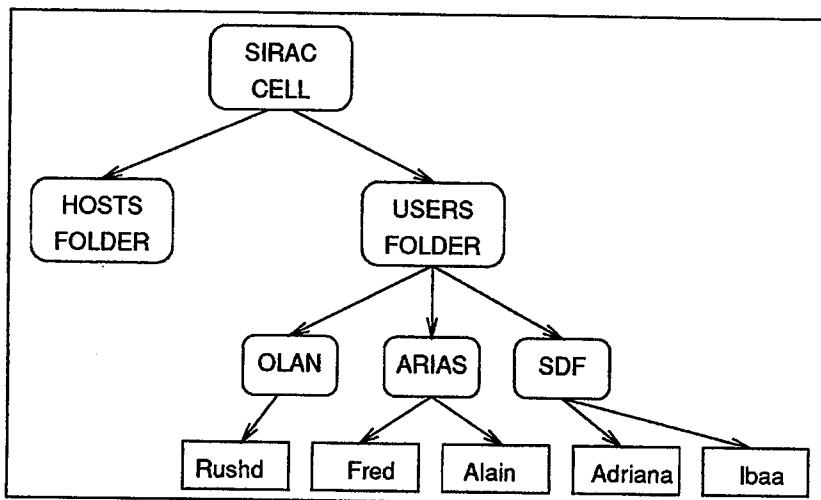 SIRAC
CELL
HOSTS
FOLDER
USERS
FOLDER
OLAN
ARIAS
SDF
Rushd
Fred
Alain
Adriana
Ibaa